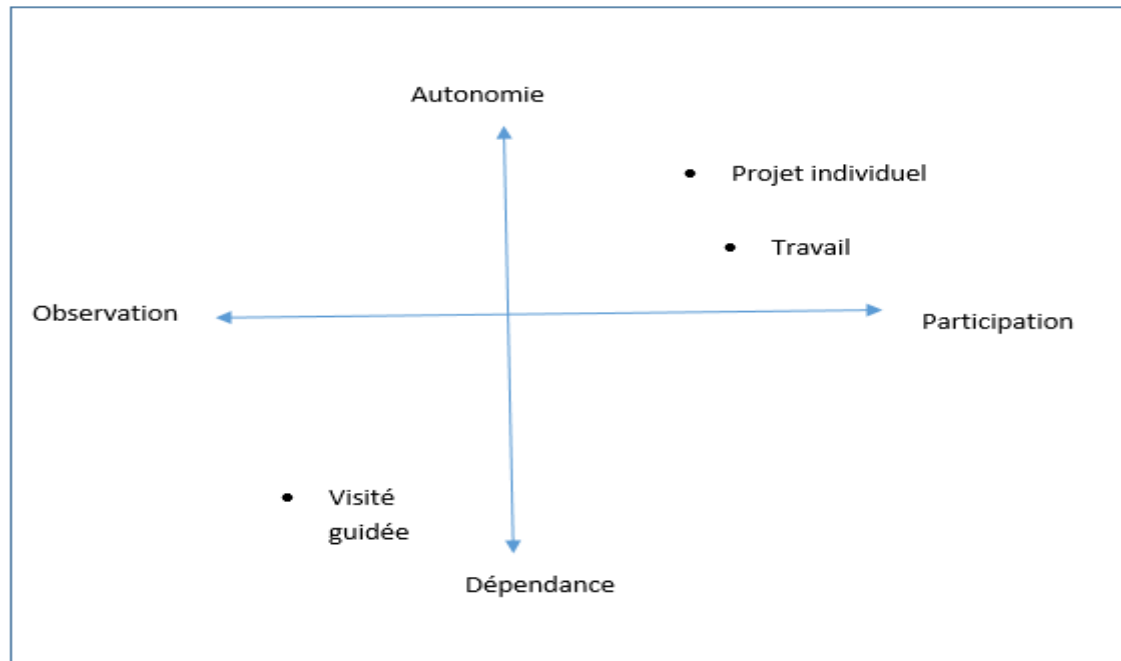 Autonomie
• Projet individuel
• Travail
Observation
Participation
• Visité
guidée
Dépendance